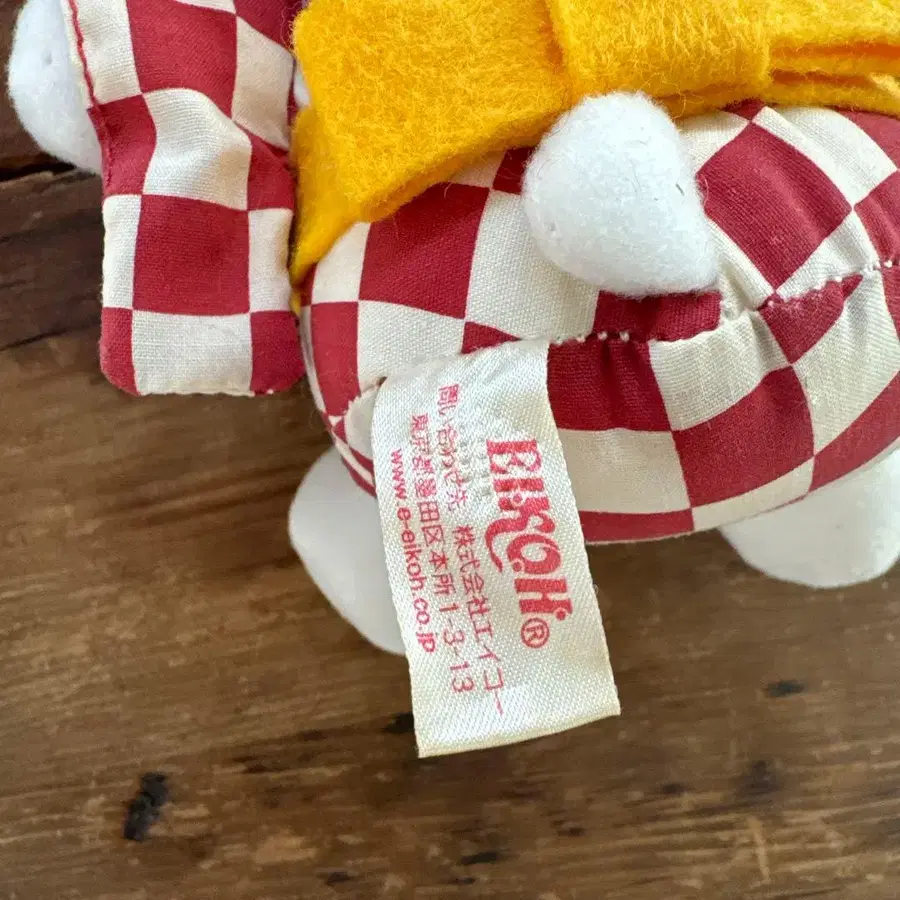 EIKOH®
問い合わせ先 株式会社エイコー
東京都墨田区本所1-3-13
www.e-eikoh.co.jp